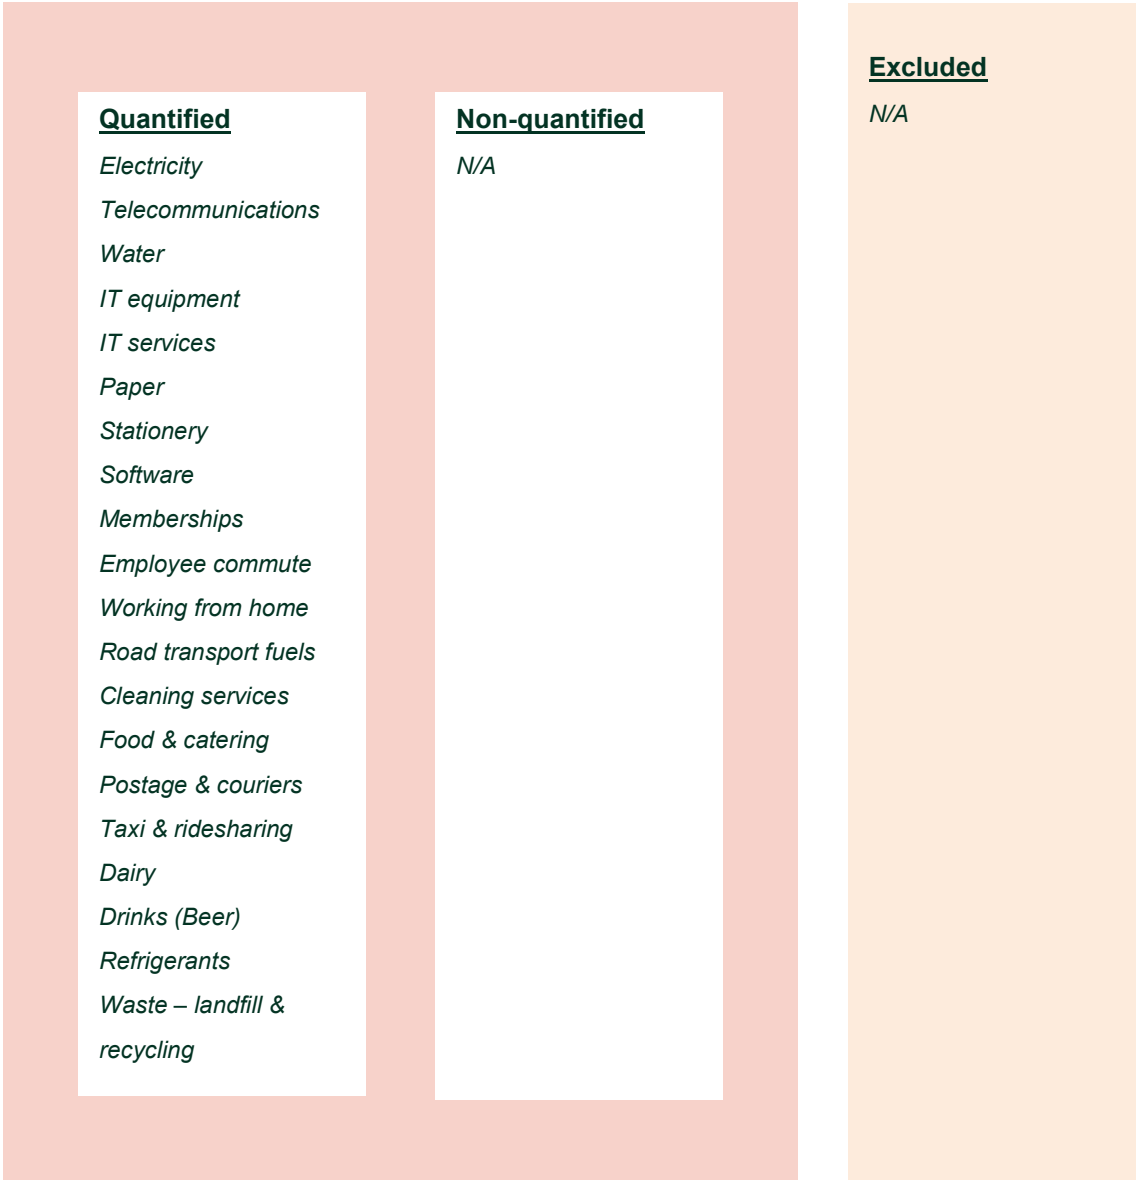 Quantified
Electricity
Telecommunications
Water
IT equipment
IT services
Paper
Stationery
Software
Memberships
Employee commute
Working from home
Road transport fuels
Cleaning services
Food & catering
Postage & couriers
Taxi & ridesharing
Dairy
Drinks (Beer)
Refrigerants
Waste – landfill &
recycling
Non-quantified
N/A
Excluded
N/A